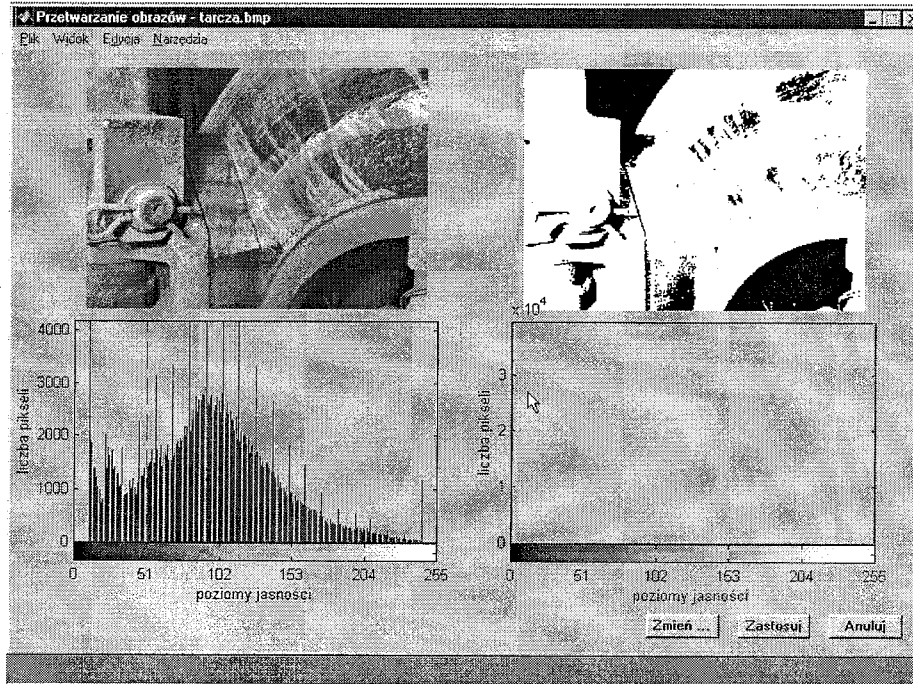 Przetwarzanie obrazów - tarcza.bmp
Plik Widok Edycja Narzędzia
x 10^4
4000
3000
2000
1000
0
liczba pikseli
0 51 102 153 204 255
poziomy jasności
3
2
1
0
liczba pikseli
0 51 102 153 204 255
poziomy jasności
Zmień ... Zastosuj Anuluj